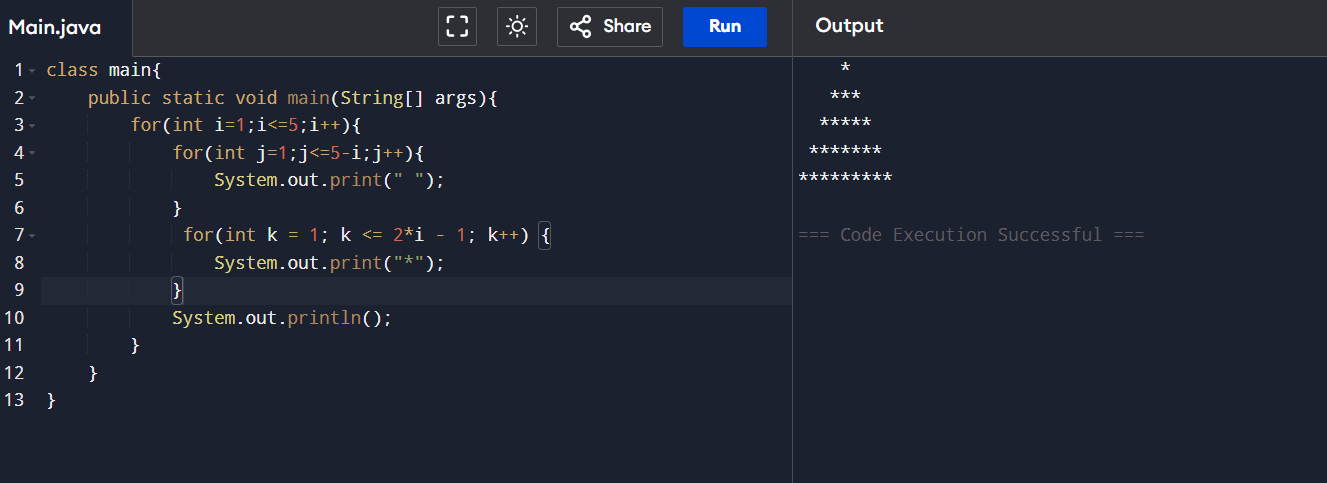 Main.java
Share
Run
Output
1 class main{
2     public static void main(String[] args){
3         for(int i=1;i<=5;i++){
4             for(int j=1;j<=5-i;j++){
5                 System.out.print(" ");
6             }
7              for(int k = 1; k <= 2*i - 1; k++) {
8                 System.out.print("*");
9             }
10             System.out.println();
11         }
12     }
13 }
    *
   ***
  *****
 *******
*********
=== Code Execution Successful ===